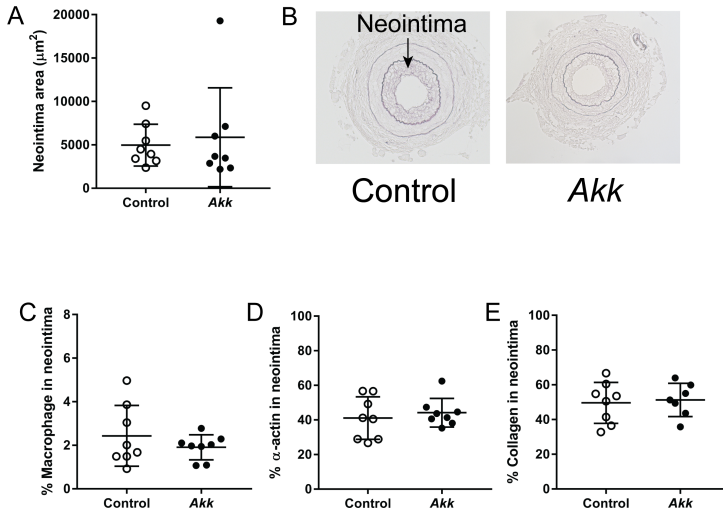 A
Neointima area (µm²)
20000
15000
10000
5000
0
Control
Akk
B
Neointima
Control
Akk
C
% Macrophage in neointima
8
6
4
2
0
Control
Akk
D
% α-actin in neointima
100
80
60
40
20
0
Control
Akk
E
% Collagen in neointima
100
80
60
40
20
0
Control
Akk